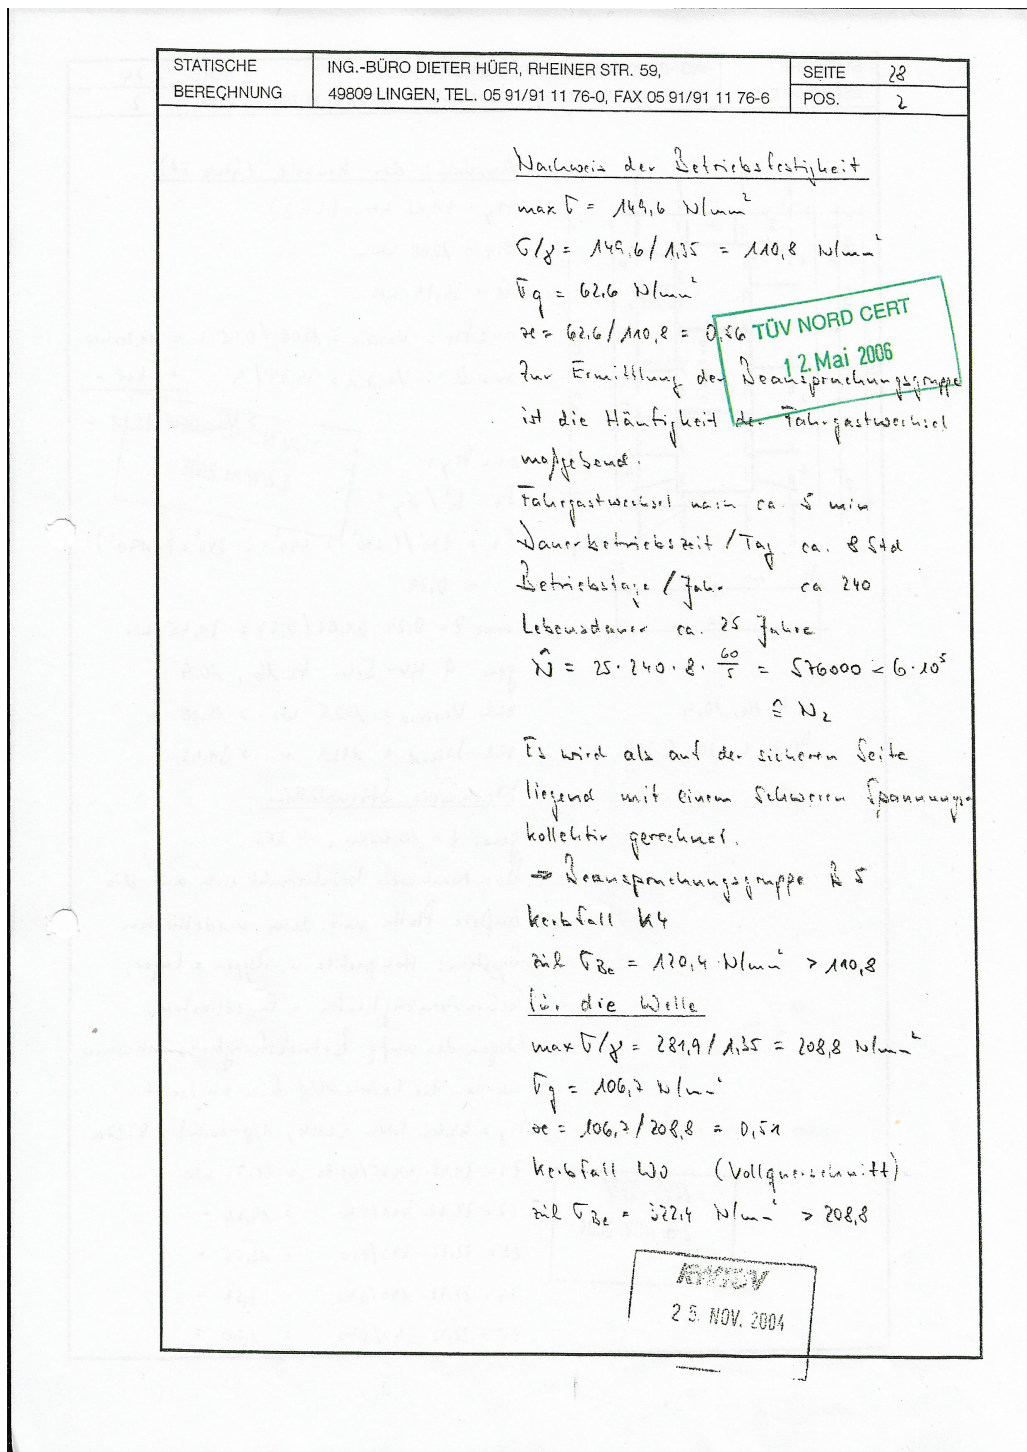 STATISCHE
BERECHNUNG
ING.-BÜRO DIETER HÜER, RHEINER STR. 59,
49809 LINGEN, TEL. 05 91/91 11 76-0, FAX 05 91/91 11 76-6
SEITE 28
POS. 2
Nachweis der Betriebsfestigkeit
max σ = 149,6 N/mm²
σ/γ = 149,6/1,35 = 110,8 N/mm²
σg = 62,6 N/mm²
æ = 62,6/110,8 = 0,56
TÜV NORD CERT
12. Mai 2006
Zur Ermittlung der Beanspruchungsgruppe
ist die Häufigkeit der Fahrgastwechsel
maßgebend.
Fahrgastwechsel nach ca. 5 min
Dauerbetriebszeit / Tag ca. 8 Std
Betriebstage / Jahr ca 240
Lebensdauer ca. 25 Jahre
N̂ = 25 · 240 · 8 · 60/5 = 576000 < 6 · 10⁵
≙ N₂
Es wird als auf der sicheren Seite
liegend mit einem schweren Spannungs-
kollektiv gerechnet.
⇒ Beanspruchungsgruppe B 5
Kerbfall K4
zul σBe = 120,4 N/mm² > 110,8
für die Welle
max σ/γ = 281,9 / 1,35 = 208,8 N/mm²
σg = 106,7 N/mm²
æ = 106,7/208,8 = 0,51
Kerbfall W0 (Vollquerschnitt)
zul σBe = 322,4 N/mm² > 208,8
RWTÜV
25. NOV. 2004